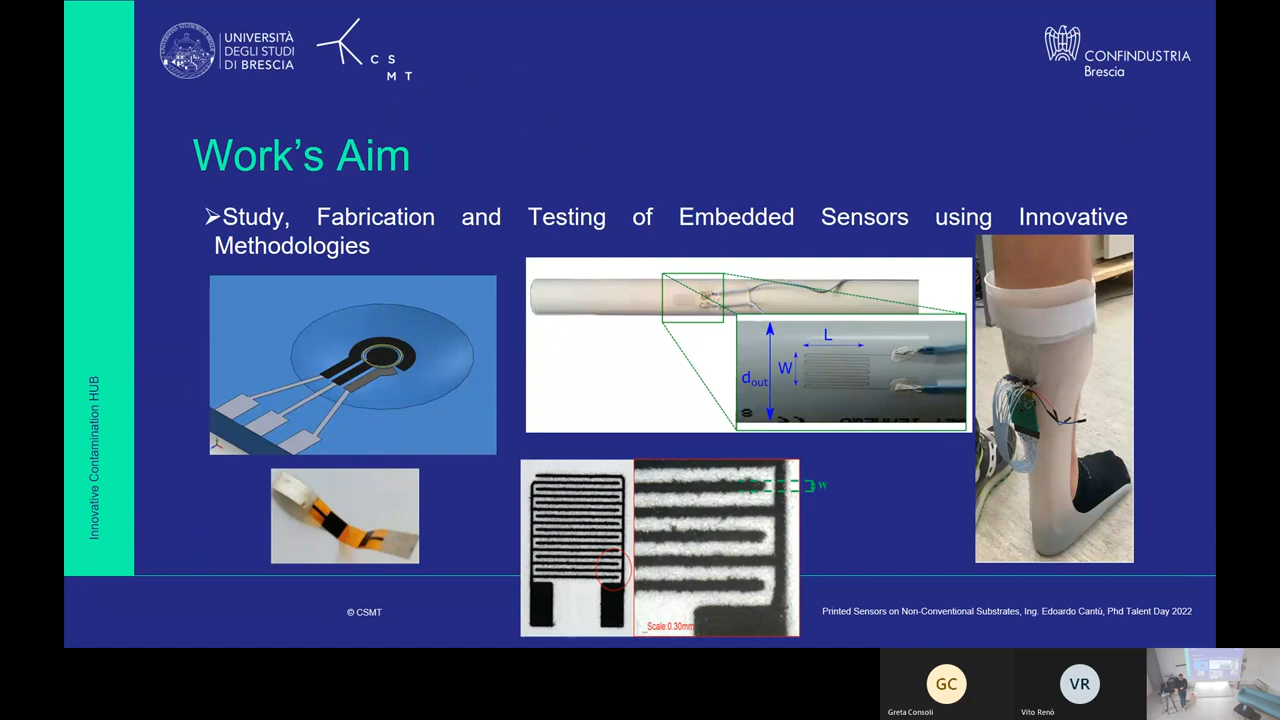 UNIVERSITÀ
DEGLI STUDI
DI BRESCIA
C S
M T
CONFINDUSTRIA
Brescia
Work's Aim
➢Study, Fabrication and Testing of Embedded Sensors using Innovative
Methodologies
L
W
dout
w
_Scale:0.30mm
Innovative Contamination HUB
© CSMT
Printed Sensors on Non-Conventional Substrates, Ing. Edoardo Cantù, Phd Talent Day 2022
GC
VR
Greta Consoli
Vito Renò